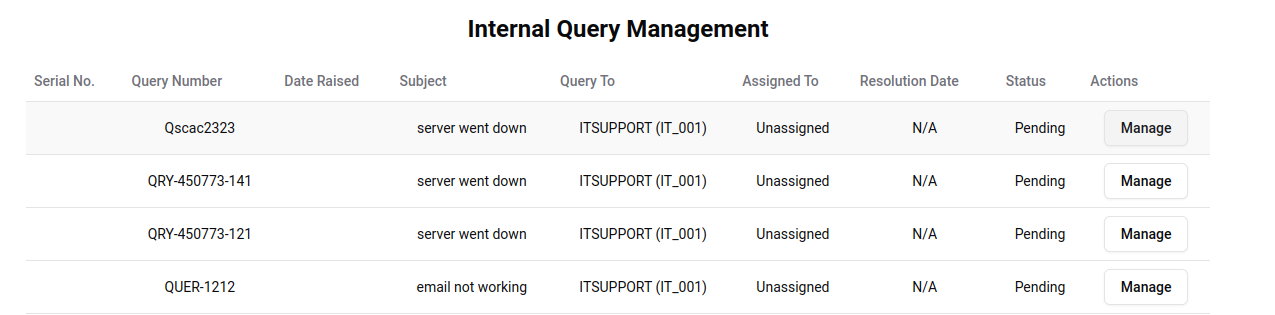 Internal Query Management
Serial No. Query Number Date Raised Subject Query To Assigned To Resolution Date Status Actions
Qscac2323 server went down ITSUPPORT (IT_001) Unassigned N/A Pending Manage
QRY-450773-141 server went down ITSUPPORT (IT_001) Unassigned N/A Pending Manage
QRY-450773-121 server went down ITSUPPORT (IT_001) Unassigned N/A Pending Manage
QUER-1212 email not working ITSUPPORT (IT_001) Unassigned N/A Pending Manage